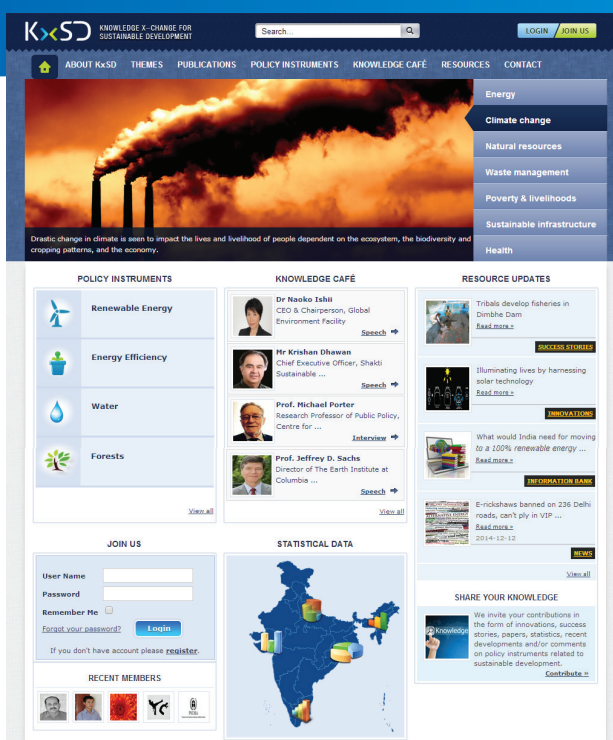 KxSD KNOWLEDGE X-CHANGE FOR
SUSTAINABLE DEVELOPMENT
Search...
LOGIN JOIN US
ABOUT KxSD THEMES PUBLICATIONS POLICY INSTRUMENTS KNOWLEDGE CAFÉ RESOURCES CONTACT
Energy
Climate change
Natural resources
Waste management
Poverty & livelihoods
Sustainable infrastructure
Health
Drastic change in climate is seen to impact the lives and livelihood of people dependent on the ecosystem, the biodiversity and
cropping patterns, and the economy.
POLICY INSTRUMENTS
Renewable Energy
Energy Efficiency
Water
Forests
View all
KNOWLEDGE CAFÉ
Dr Naoko Ishii
CEO & Chairperson, Global
Environment Facility
Speech
Mr Krishan Dhawan
Chief Executive Officer, Shakti
Sustainable ...
Speech
Prof. Michael Porter
Research Professor of Public Policy,
Centre for ...
Interview
Prof. Jeffrey D. Sachs
Director of The Earth Institute at
Columbia ...
Speech
View all
RESOURCE UPDATES
Tribals develop fisheries in
Dimbhe Dam
Read more »
SUCCESS STORIES
Illuminating lives by harnessing
solar technology
Read more »
INNOVATIONS
What would India need for moving
to a 100% renewable energy ...
Read more »
INFORMATION BANK
E-rickshaws banned on 236 Delhi
roads, can't ply in VIP ...
Read more »
2014-12-12
NEWS
View all
JOIN US
User Name
Password
Remember Me
Forgot your password? Login
If you don't have account please register.
RECENT MEMBERS
STATISTICAL DATA
SHARE YOUR KNOWLEDGE
Knowledge
We invite your contributions in
the form of innovations, success
stories, papers, statistics, recent
developments and/or comments
on policy instruments related to
sustainable development.
Contribute »